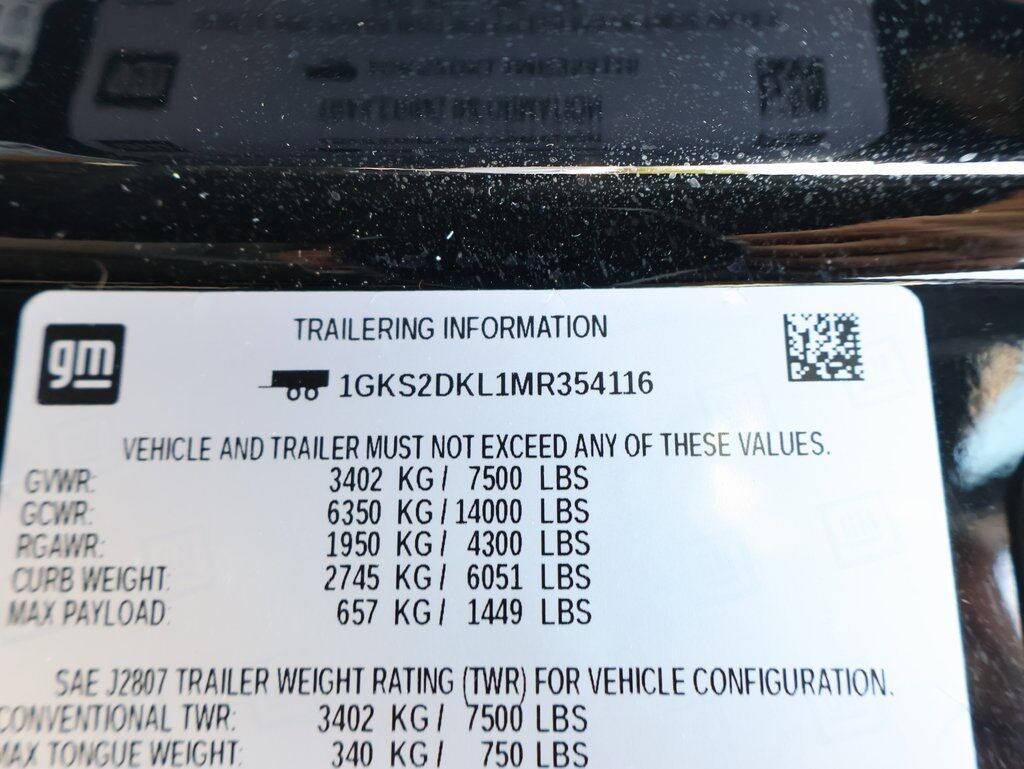 gm
TRAILERING INFORMATION
1GKS2DKL1MR354116
VEHICLE AND TRAILER MUST NOT EXCEED ANY OF THESE VALUES.
GVWR: 3402 KG / 7500 LBS
GCWR: 6350 KG / 14000 LBS
RGAWR: 1950 KG / 4300 LBS
CURB WEIGHT: 2745 KG / 6051 LBS
MAX PAYLOAD: 657 KG / 1449 LBS
SAE J2807 TRAILER WEIGHT RATING (TWR) FOR VEHICLE CONFIGURATION.
CONVENTIONAL TWR: 3402 KG / 7500 LBS
MAX TONGUE WEIGHT: 340 KG / 750 LBS